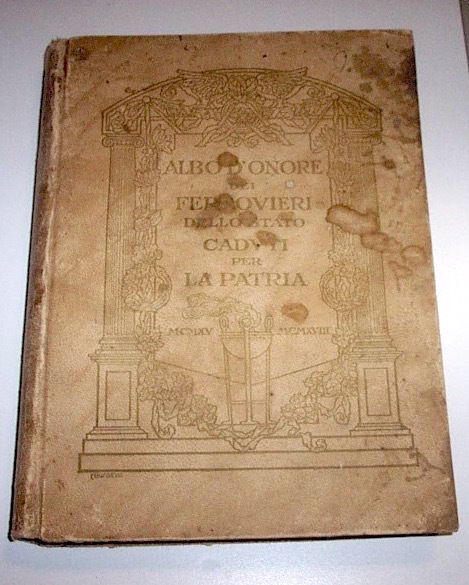 ALBO D'ONORE
DEI
FERROVIERI
DELLO STATO
CADVTI
PER
LA PATRIA
MCMXV MCMXVIII